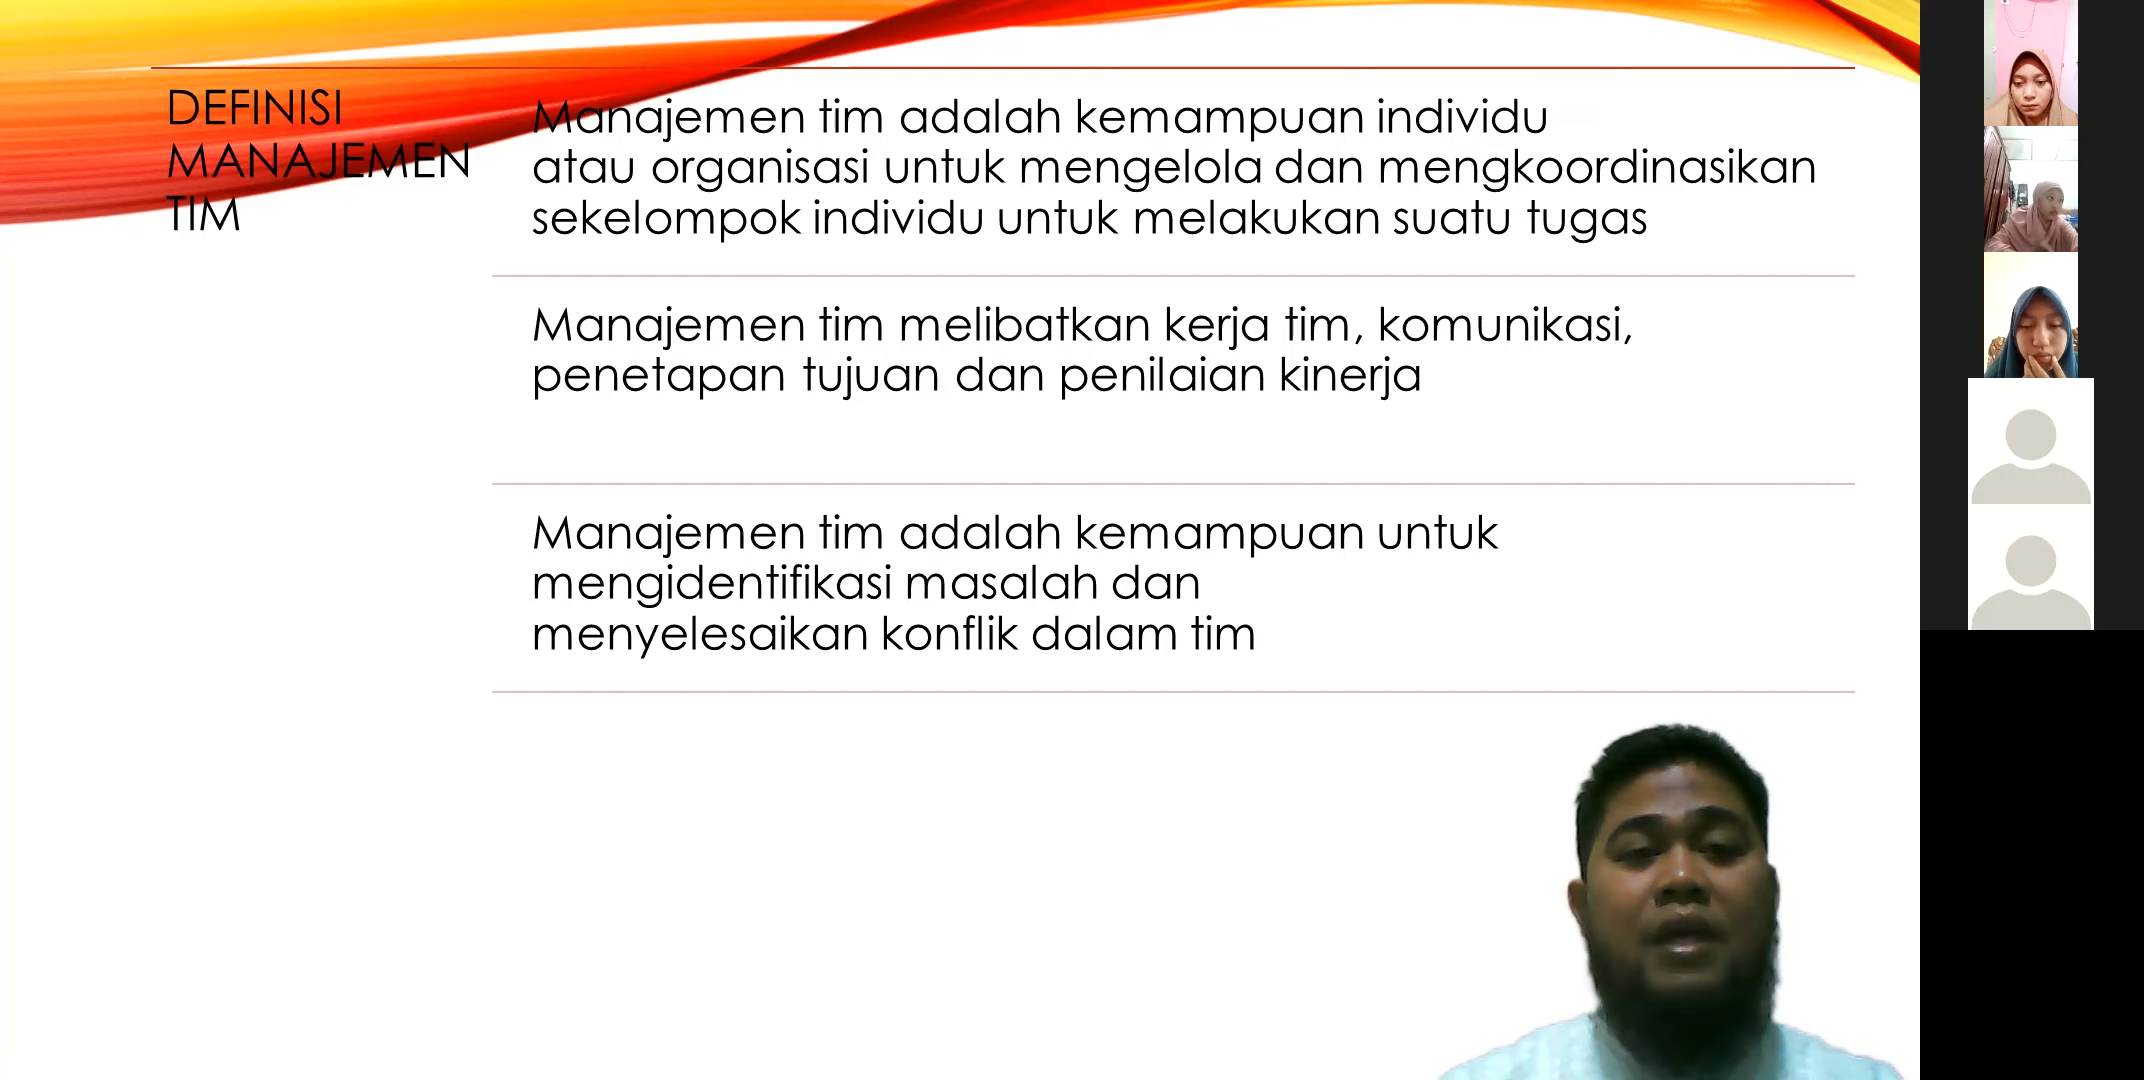 DEFINISI
MANAJEMEN
TIM
Manajemen tim adalah kemampuan individu
atau organisasi untuk mengelola dan mengkoordinasikan
sekelompok individu untuk melakukan suatu tugas
Manajemen tim melibatkan kerja tim, komunikasi,
penetapan tujuan dan penilaian kinerja
Manajemen tim adalah kemampuan untuk
mengidentifikasi masalah dan
menyelesaikan konflik dalam tim